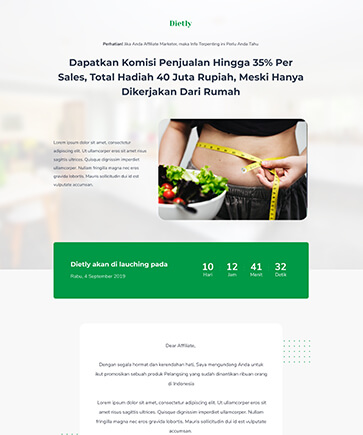 Dietly
Perhatian! Jika Anda Affiliate Marketer, maka Info Terpenting ini Perlu Anda Tahu.
Dapatkan Komisi Penjualan Hingga 35% Per
Sales, Total Hadiah 40 Juta Rupiah, Meski Hanya
Dikerjakan Dari Rumah
Lorem ipsum dolor sit amet, consectetur
adipiscing elit. Ut ullamcorper eros sit amet risus
sagittis ultrices. Quisque dignissim imperdiet
ullamcorper. Nullam fringilla magna nec eros
gravida lobortis. Mauris sollicitudin dui id est
vulputate accumsan.
Dietly akan di lauching pada
Rabu, 4 September 2019
10 12 41 32
Hari Jam Menit Detik
Dear Affiliate,
Dengan segala hormat dan kerendahan hati, Saya mengundang Anda untuk
ikut promosikan sebuah produk Pelangsing yang sudah dinantikan ribuan orang
di Indonesia
Lorem ipsum dolor sit amet, consectetur adipiscing elit. Ut ullamcorper eros
sit amet risus sagittis ultrices. Quisque dignissim imperdiet ullamcorper.
Nullam fringilla magna nec eros gravida lobortis. Mauris sollicitudin dui id est
vulputate accumsan.